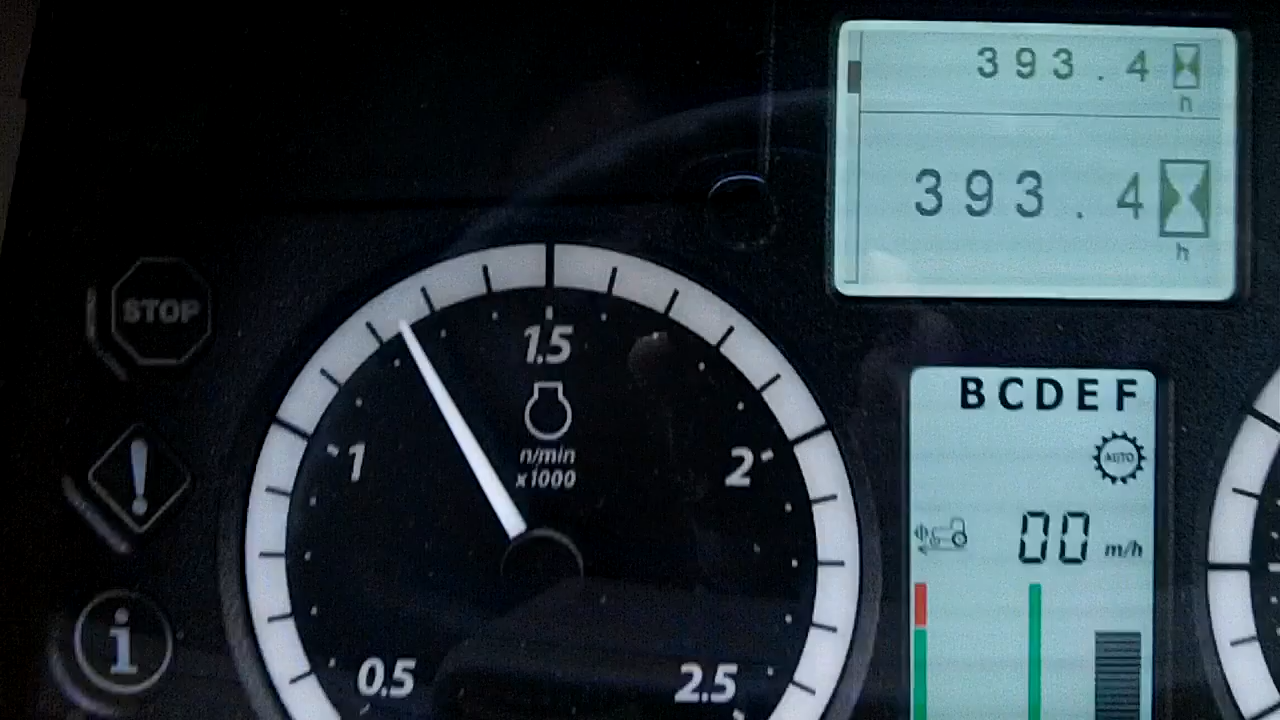 393.4
h
393.4
h
STOP
1.5
n/min
x1000
1
2
0.5
2.5
BCDEF
AUTO
00 m/h